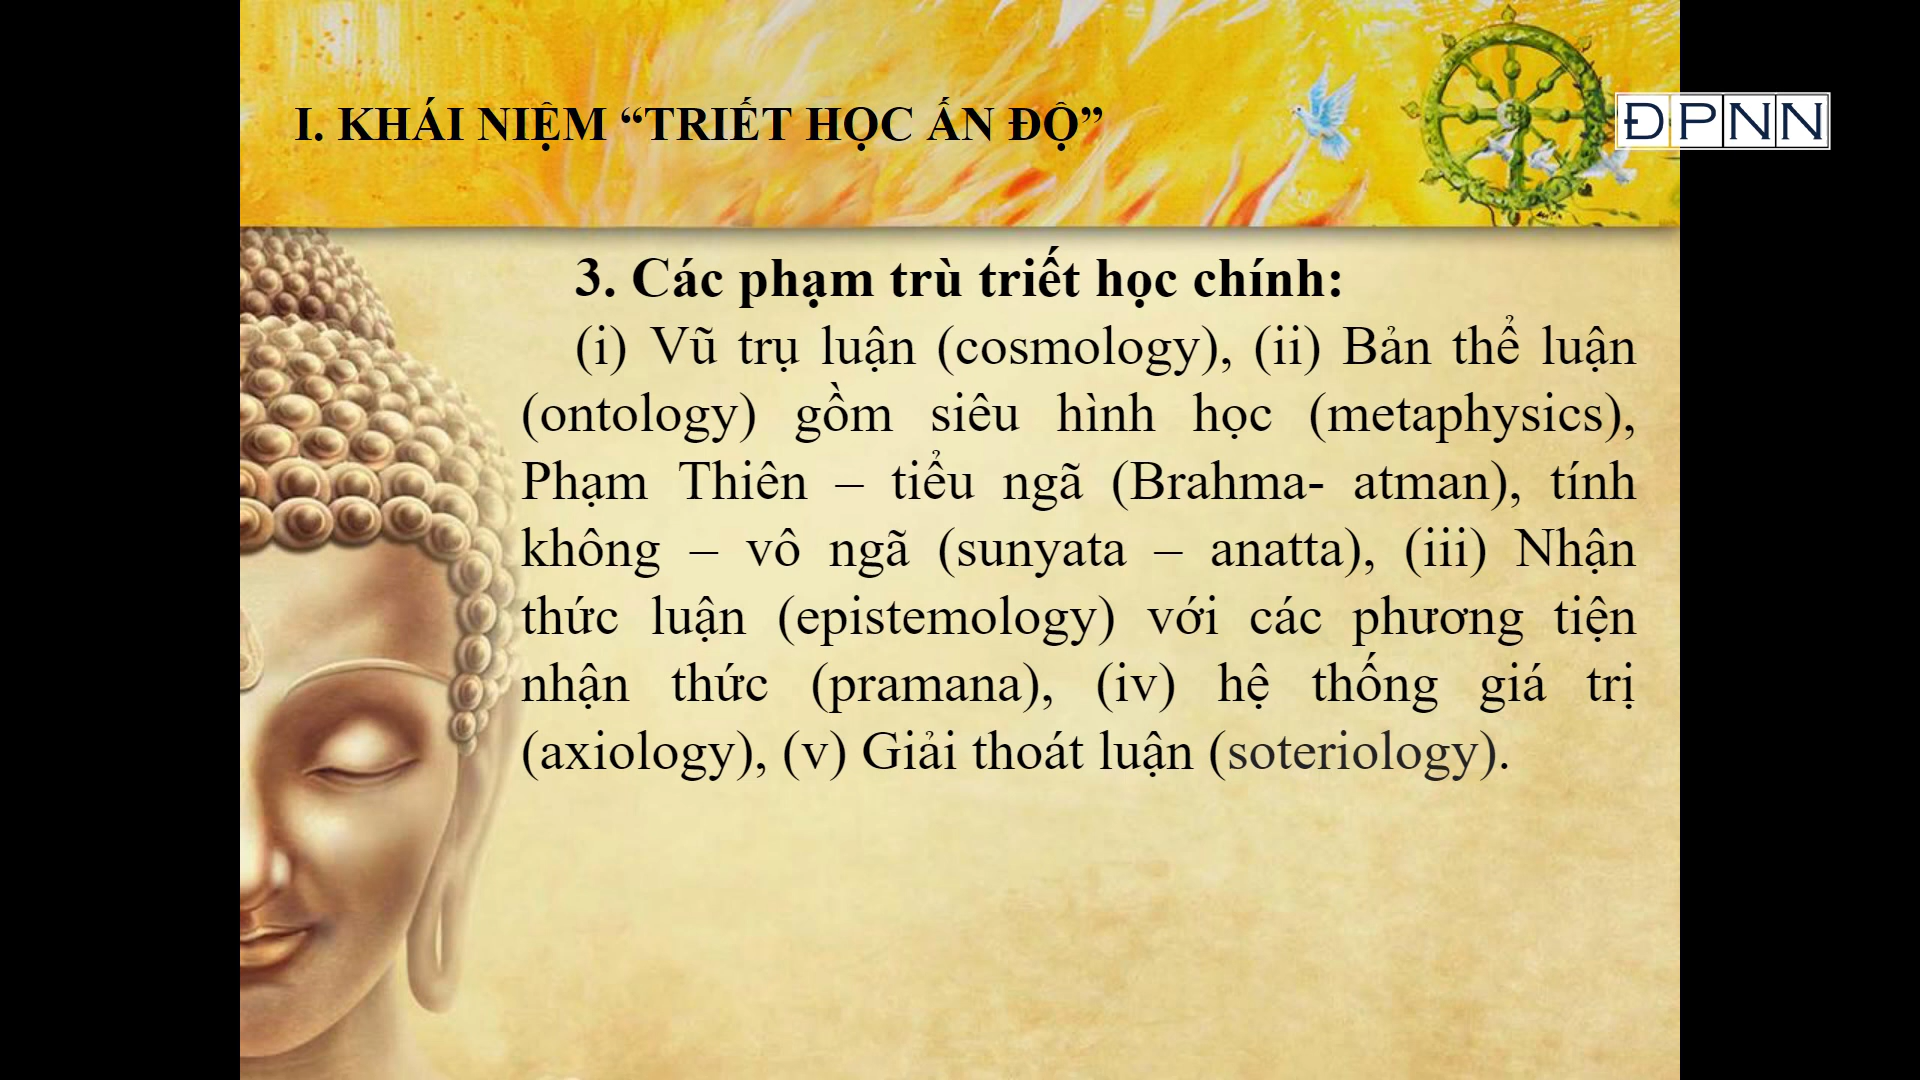 I. KHÁI NIỆM “TRIẾT HỌC ẤN ĐỘ”
ĐPNN
3. Các phạm trù triết học chính:
(i) Vũ trụ luận (cosmology), (ii) Bản thể luận
(ontology) gồm siêu hình học (metaphysics),
Phạm Thiên – tiểu ngã (Brahma- atman), tính
không – vô ngã (sunyata – anatta), (iii) Nhận
thức luận (epistemology) với các phương tiện
nhận thức (pramana), (iv) hệ thống giá trị
(axiology), (v) Giải thoát luận (soteriology).